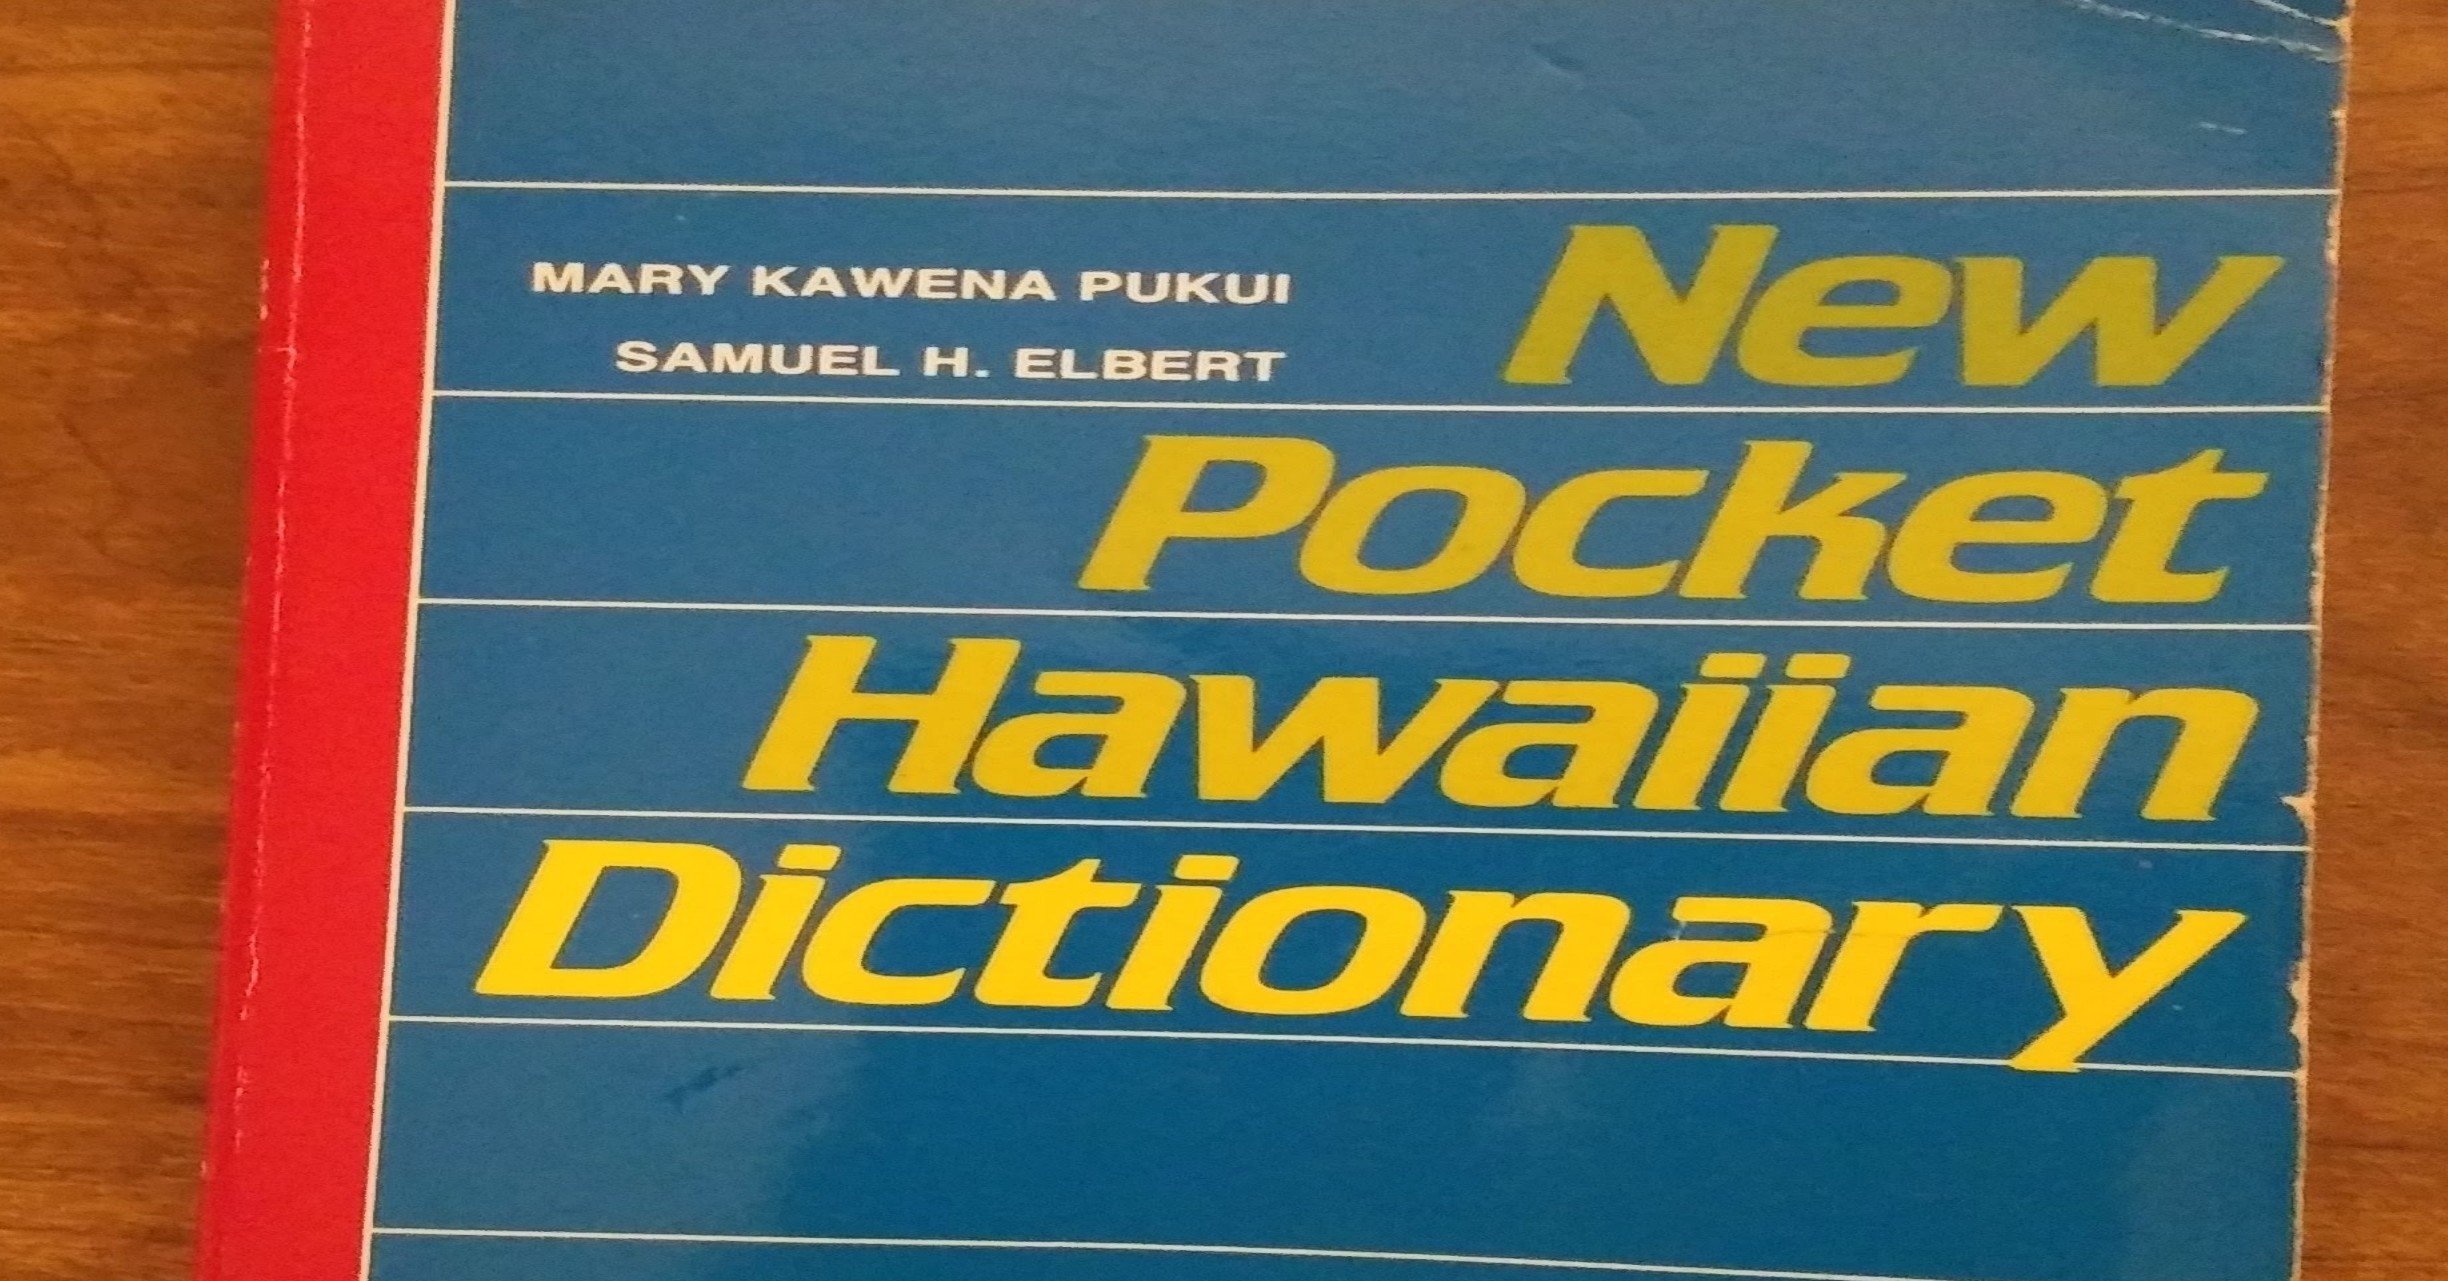 MARY KAWENA PUKUI
SAMUEL H. ELBERT
New
Pocket
Hawaiian
Dictionary